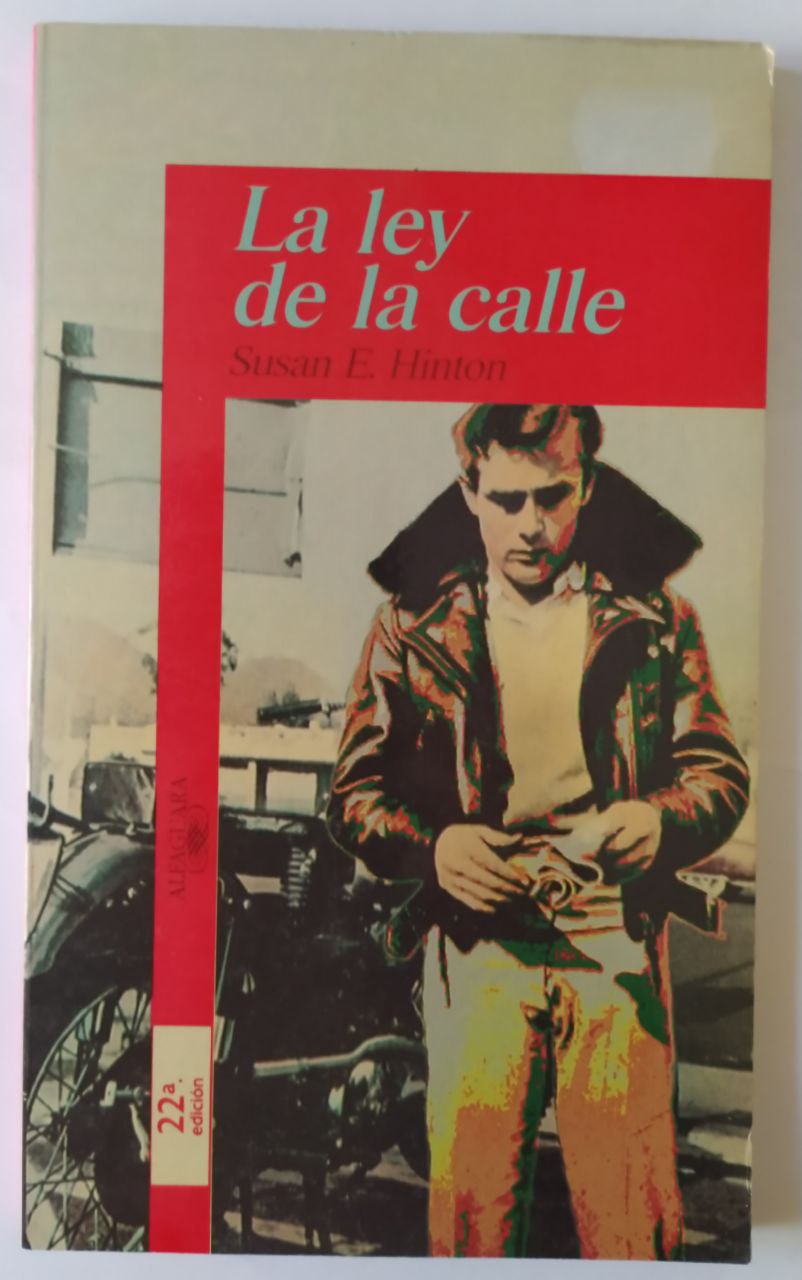 La ley
de la calle
Susan E. Hinton
ALFAGUARA
22ª.
edición